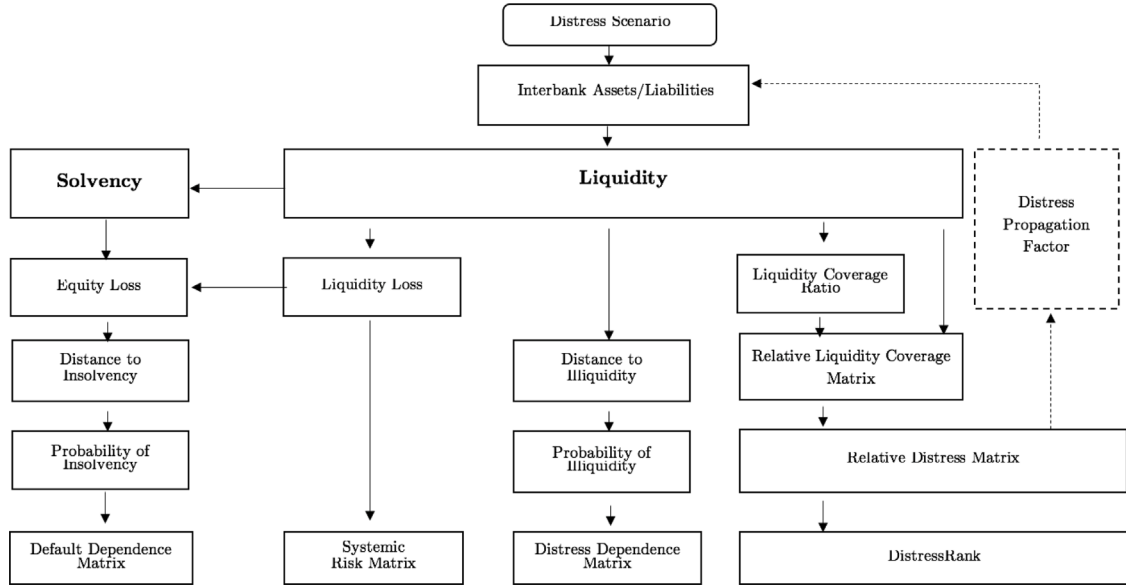 Distress Scenario
Interbank Assets/Liabilities
Solvency
Liquidity
Distress
Propagation
Factor
Equity Loss
Liquidity Loss
Liquidity Coverage
Ratio
Distance to
Insolvency
Distance to
Illiquidity
Relative Liquidity Coverage
Matrix
Probability of
Insolvency
Probability of
Illiquidity
Relative Distress Matrix
Default Dependence
Matrix
Systemic
Risk Matrix
Distress Dependence
Matrix
DistressRank